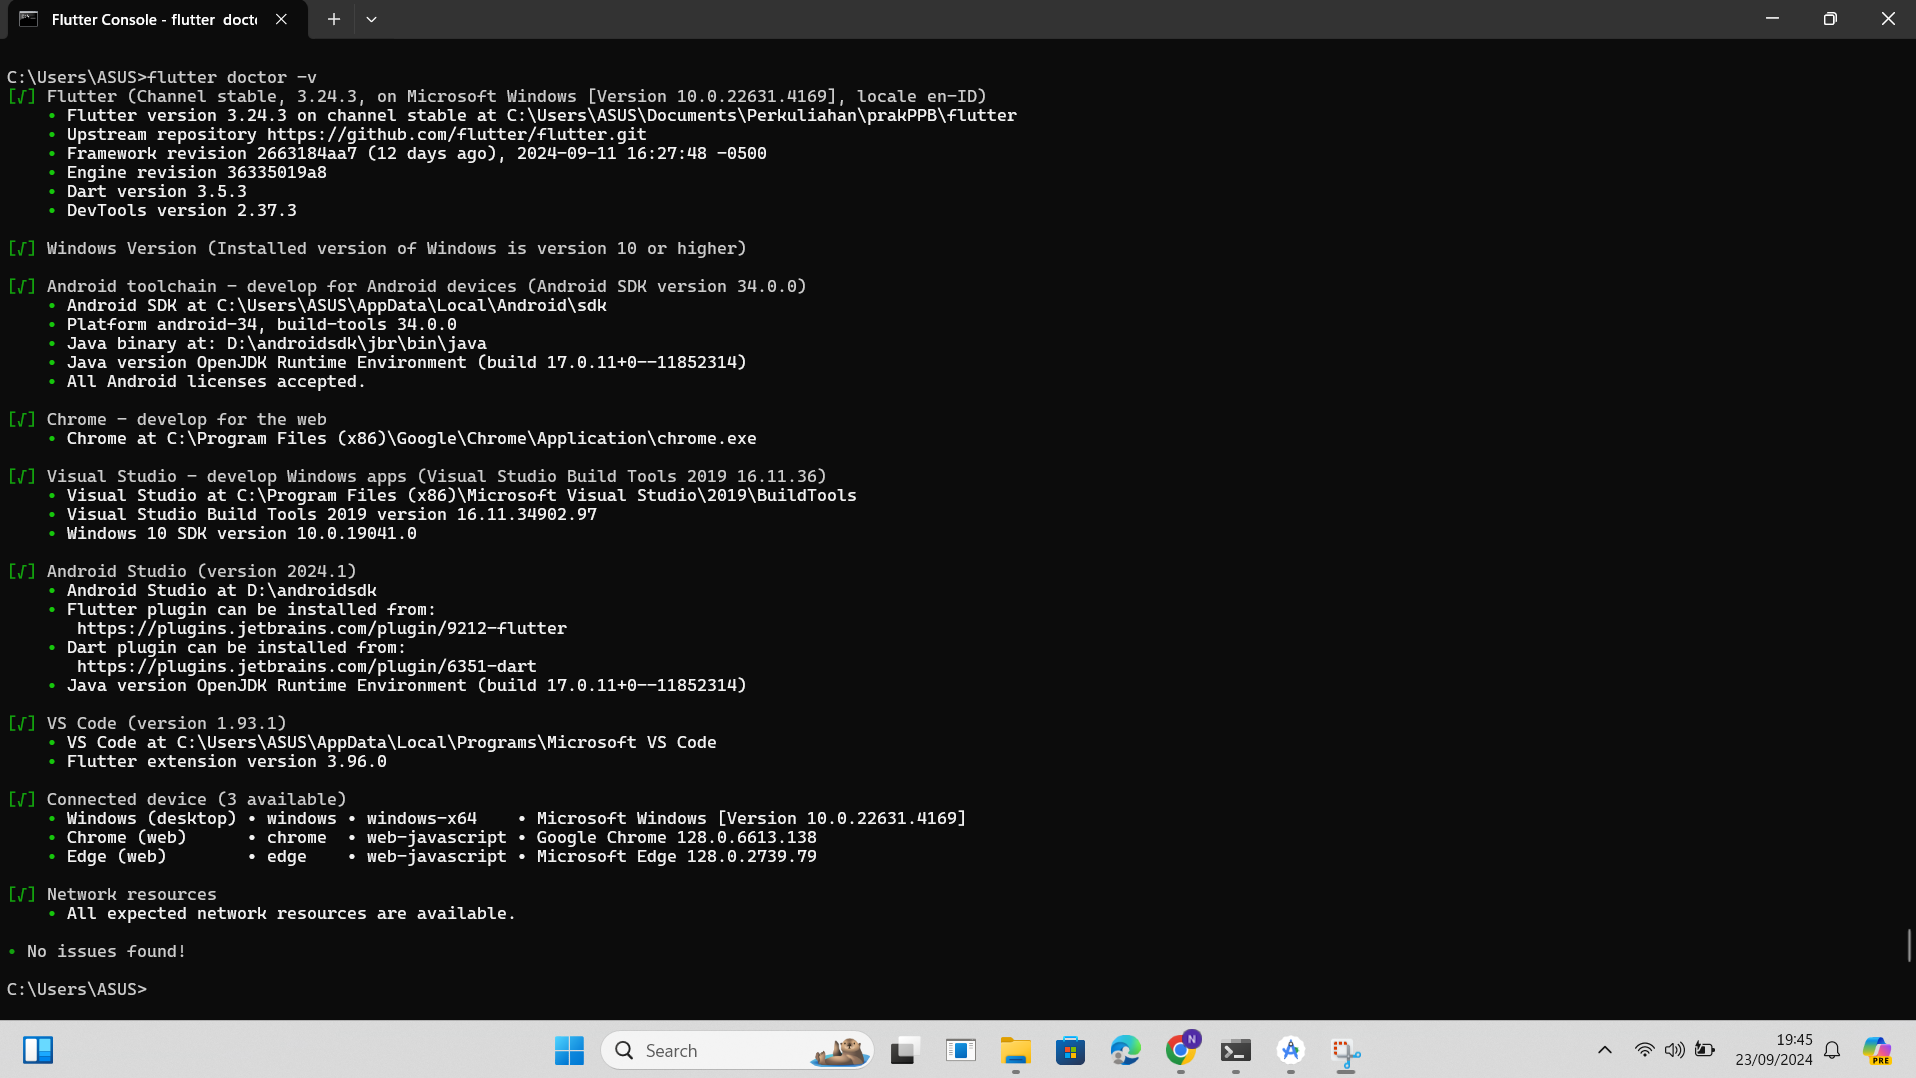 Flutter Console - flutter doct
C:\Users\ASUS>flutter doctor -v
[√] Flutter (Channel stable, 3.24.3, on Microsoft Windows [Version 10.0.22631.4169], locale en-ID)
• Flutter version 3.24.3 on channel stable at C:\Users\ASUS\Documents\Perkuliahan\prakPPB\flutter
• Upstream repository https://github.com/flutter/flutter.git
• Framework revision 2663184aa7 (12 days ago), 2024-09-11 16:27:48 -0500
• Engine revision 36335019a8
• Dart version 3.5.3
• DevTools version 2.37.3
[√] Windows Version (Installed version of Windows is version 10 or higher)
[√] Android toolchain - develop for Android devices (Android SDK version 34.0.0)
• Android SDK at C:\Users\ASUS\AppData\Local\Android\sdk
• Platform android-34, build-tools 34.0.0
• Java binary at: D:\androidsdk\jbr\bin\java
• Java version OpenJDK Runtime Environment (build 17.0.11+0--11852314)
• All Android licenses accepted.
[√] Chrome - develop for the web
• Chrome at C:\Program Files (x86)\Google\Chrome\Application\chrome.exe
[√] Visual Studio - develop Windows apps (Visual Studio Build Tools 2019 16.11.36)
• Visual Studio at C:\Program Files (x86)\Microsoft Visual Studio\2019\BuildTools
• Visual Studio Build Tools 2019 version 16.11.34902.97
• Windows 10 SDK version 10.0.19041.0
[√] Android Studio (version 2024.1)
• Android Studio at D:\androidsdk
• Flutter plugin can be installed from:
https://plugins.jetbrains.com/plugin/9212-flutter
• Dart plugin can be installed from:
https://plugins.jetbrains.com/plugin/6351-dart
• Java version OpenJDK Runtime Environment (build 17.0.11+0--11852314)
[√] VS Code (version 1.93.1)
• VS Code at C:\Users\ASUS\AppData\Local\Programs\Microsoft VS Code
• Flutter extension version 3.96.0
[√] Connected device (3 available)
• Windows (desktop) • windows • windows-x64 • Microsoft Windows [Version 10.0.22631.4169]
• Chrome (web) • chrome • web-javascript • Google Chrome 128.0.6613.138
• Edge (web) • edge • web-javascript • Microsoft Edge 128.0.2739.79
[√] Network resources
• All expected network resources are available.
• No issues found!
C:\Users\ASUS>
Search
N
19:45
23/09/2024
PRE